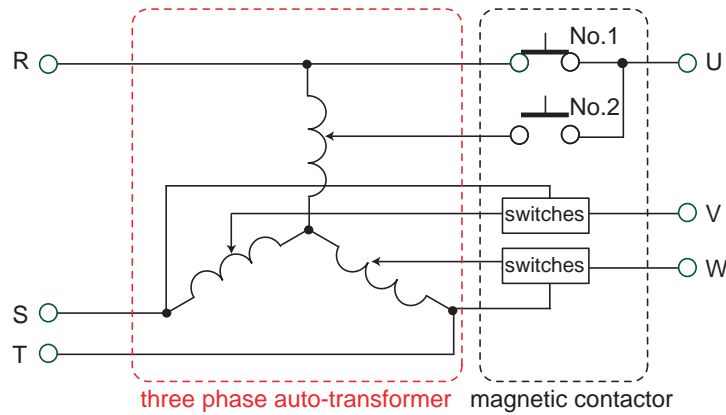 No.1
R
U
No.2
switches
V
switches
W
S
T
three phase auto-transformer
magnetic contactor